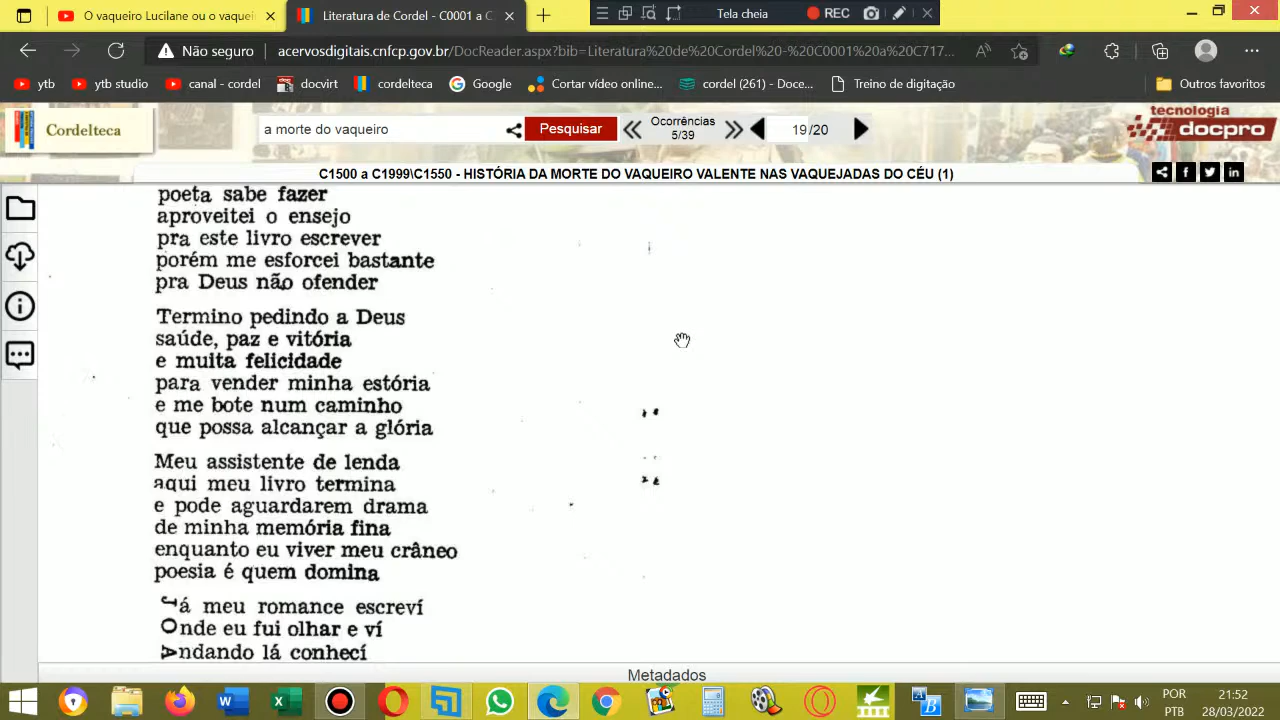 O vaqueiro Lucilane ou o vaquei
Literatura de Cordel - C0001 a C
Tela cheia
REC
Não seguro
acervosdigitais.cnfcp.gov.br/DocReader.aspx?bib=Literatura%20de%20Cordel%20-%20C0001%20a%20C717...
ytb
ytb studio
canal - cordel
docvirt
cordelteca
Google
Cortar vídeo online...
cordel (261) - Doce...
Treino de digitação
Outros favoritos
Cordelteca
a morte do vaqueiro
Pesquisar
Ocorrências
5/39
19/20
tecnologia
docpro
C1500 a C1999\C1550 - HISTÓRIA DA MORTE DO VAQUEIRO VALENTE NAS VAQUEJADAS DO CÉU (1)
poeta sabe fazer
aproveitei o ensejo
pra este livro escrever
porém me esforcei bastante
pra Deus não ofender
Termino pedindo a Deus
saúde, paz e vitória
e muita felicidade
para vender minha estória
e me bote num caminho
que possa alcançar a glória
Meu assistente de lenda
aqui meu livro termina
e pode aguardarem drama
de minha memória fina
enquanto eu viver meu crâneo
poesia é quem domina
Já meu romance escreví
Onde eu fui olhar e ví
Andando lá conhecí
Metadados
POR
PTB
21:52
28/03/2022